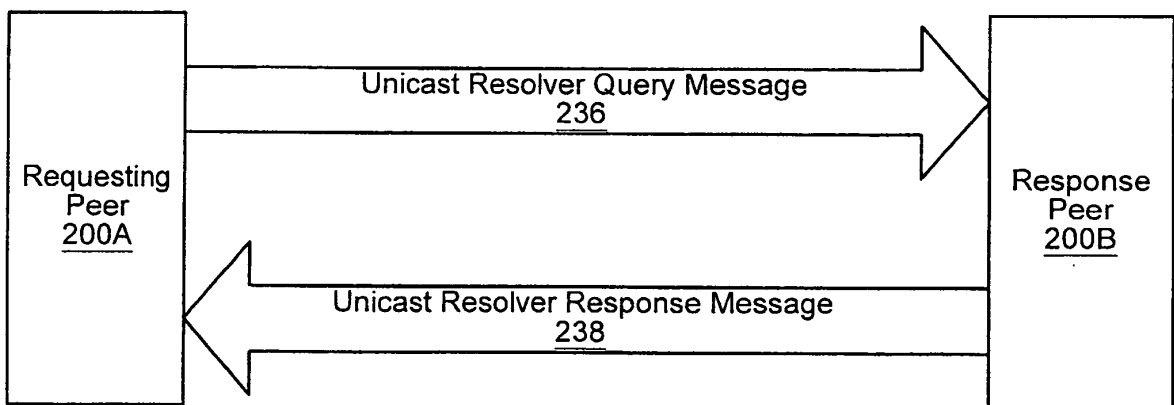 Unicast Resolver Query Message
236
Requesting
Peer
200A
Response
Peer
200B
Unicast Resolver Response Message
238